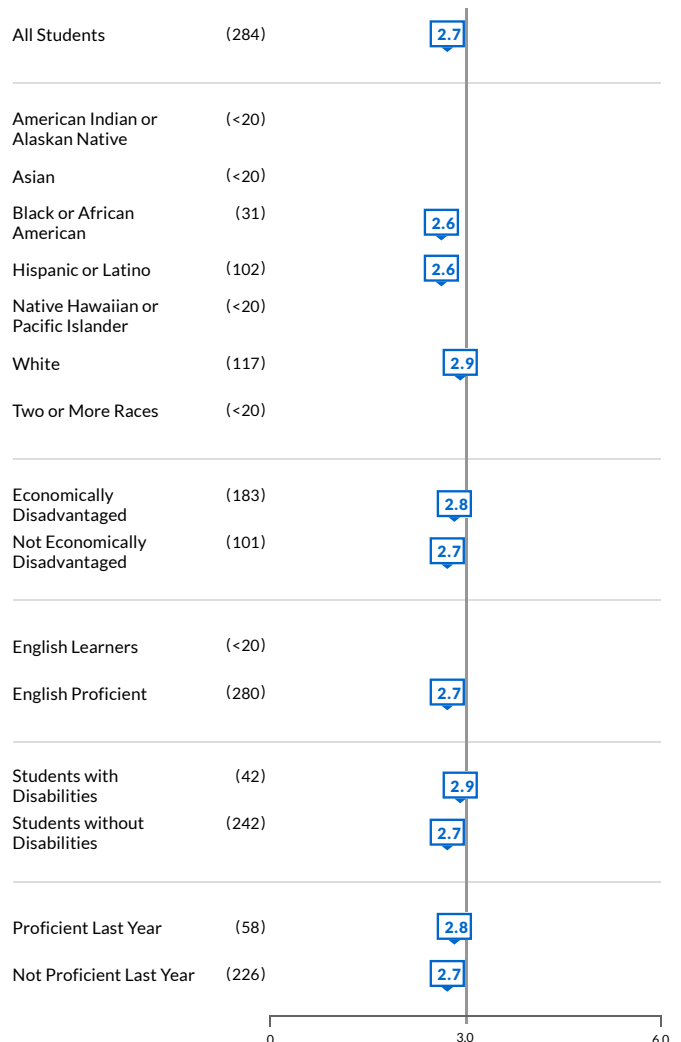 All Students (284) 2.7
American Indian or (<20)
Alaskan Native
Asian (<20)
Black or African (31) 2.6
American
Hispanic or Latino (102) 2.6
Native Hawaiian or (<20)
Pacific Islander
White (117) 2.9
Two or More Races (<20)
Economically (183) 2.8
Disadvantaged
Not Economically (101) 2.7
Disadvantaged
English Learners (<20)
English Proficient (280) 2.7
Students with (42) 2.9
Disabilities
Students without (242) 2.7
Disabilities
Proficient Last Year (58) 2.8
Not Proficient Last Year (226) 2.7
0 3.0 6.0